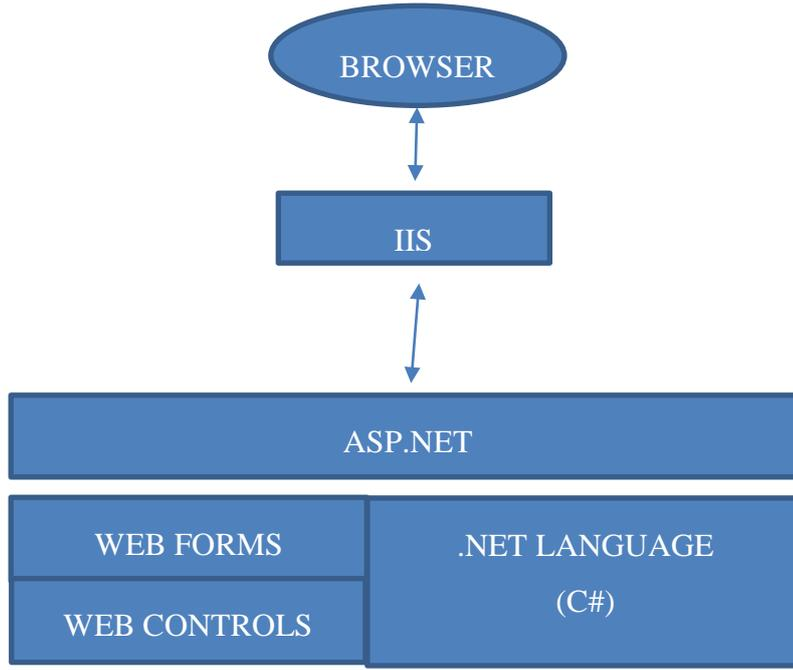 BROWSER
IIS
ASP.NET
WEB FORMS
WEB CONTROLS
.NET LANGUAGE
(C#)